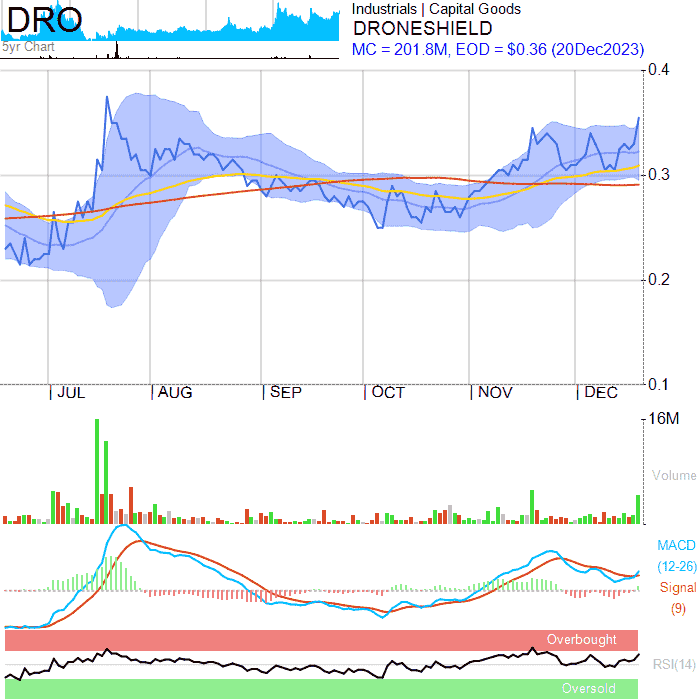 DRO
5yr Chart
Industrials | Capital Goods
DRONESHIELD
MC = 201.8M, EOD = $0.36 (20Dec2023)
0.4
0.3
0.2
0.1
| JUL | AUG | SEP | OCT | NOV | DEC
16M
Volume
MACD
(12-26)
Signal
(9)
Overbought
RSI(14)
Oversold